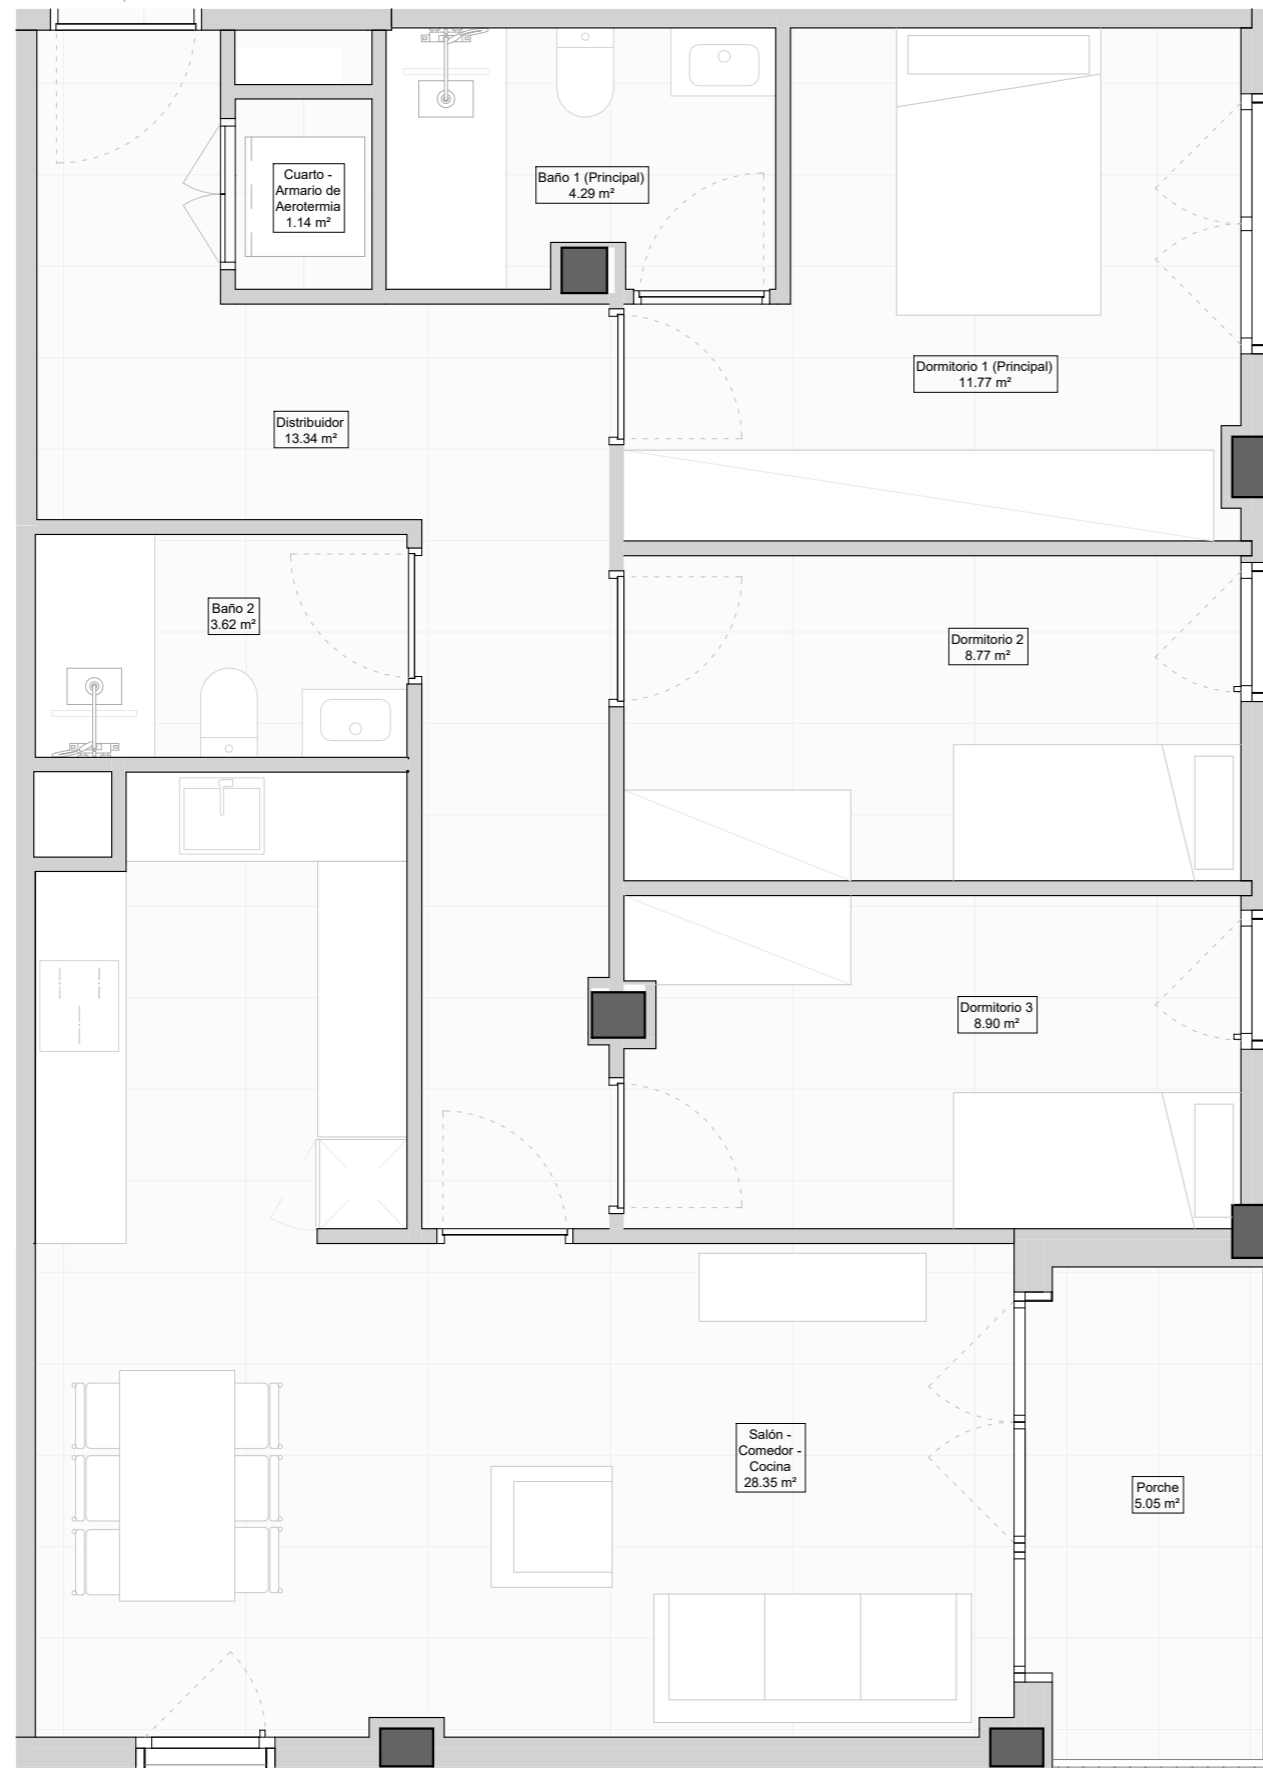 Cuarto -
Armario de
Aerotermia
1.14 m²
Baño 1 (Principal)
4.29 m²
Dormitorio 1 (Principal)
11.77 m²
Distribuidor
13.34 m²
Baño 2
3.62 m²
Dormitorio 2
8.77 m²
Dormitorio 3
8.90 m²
Salón -
Comedor -
Cocina
28.35 m²
Porche
5.05 m²